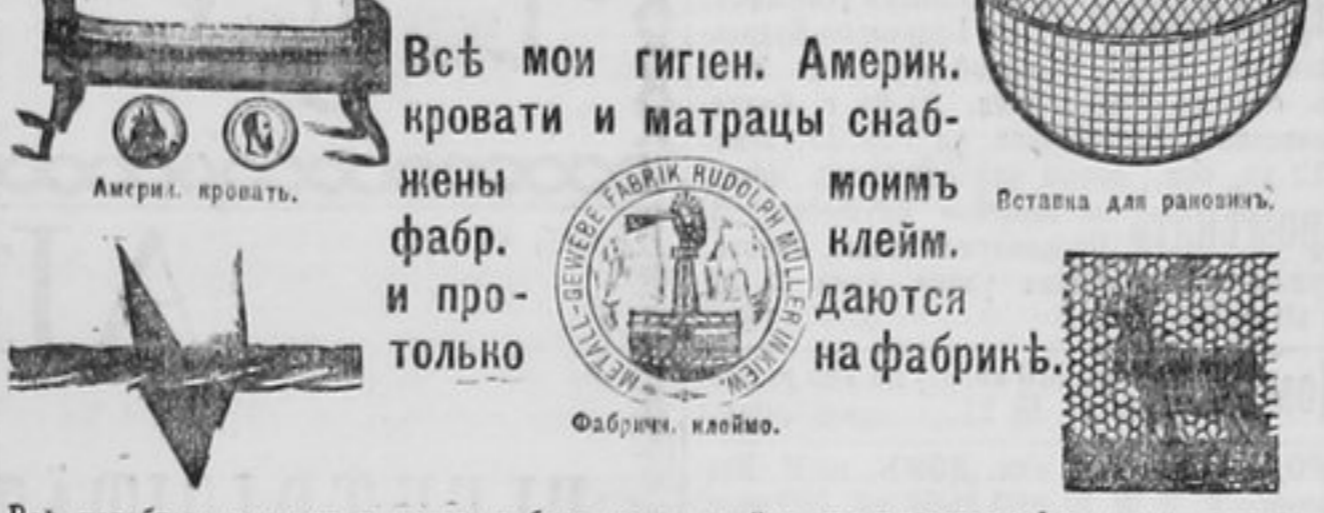 Всѣ мои гигіен. Америк.
кровати и матрацы снаб-
жены моимъ
фабр. клейм.
и про- даются
только на фабрикѣ.
Америк. кровать.
METALL-GEWEBE FABRIK RUDOLPH MULLER IN KIEW.
Фабричн. клеймо.
Вставка для раковинъ.